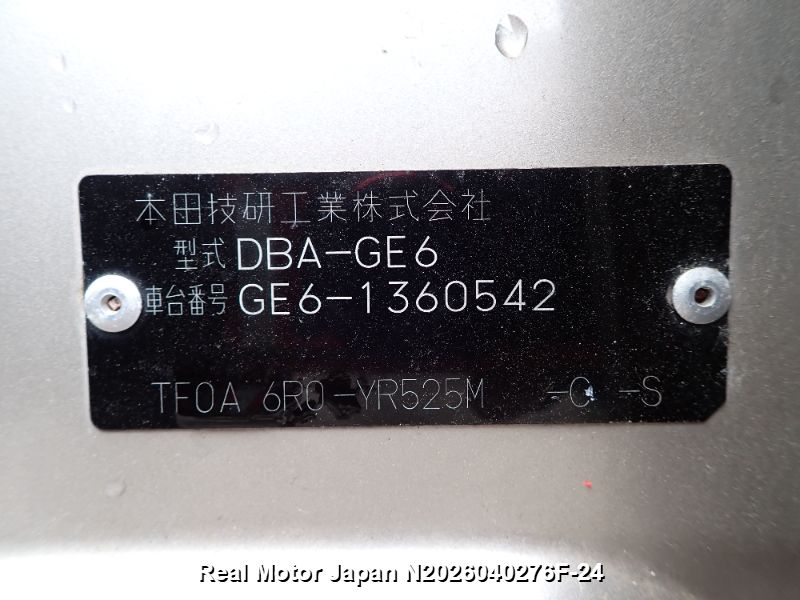 本田技研工業株式会社
型式 DBA-GE6
車台番号 GE6-1360542
TF0A 6R0-YR525M -C -S
Real Motor Japan N2026040276F-24